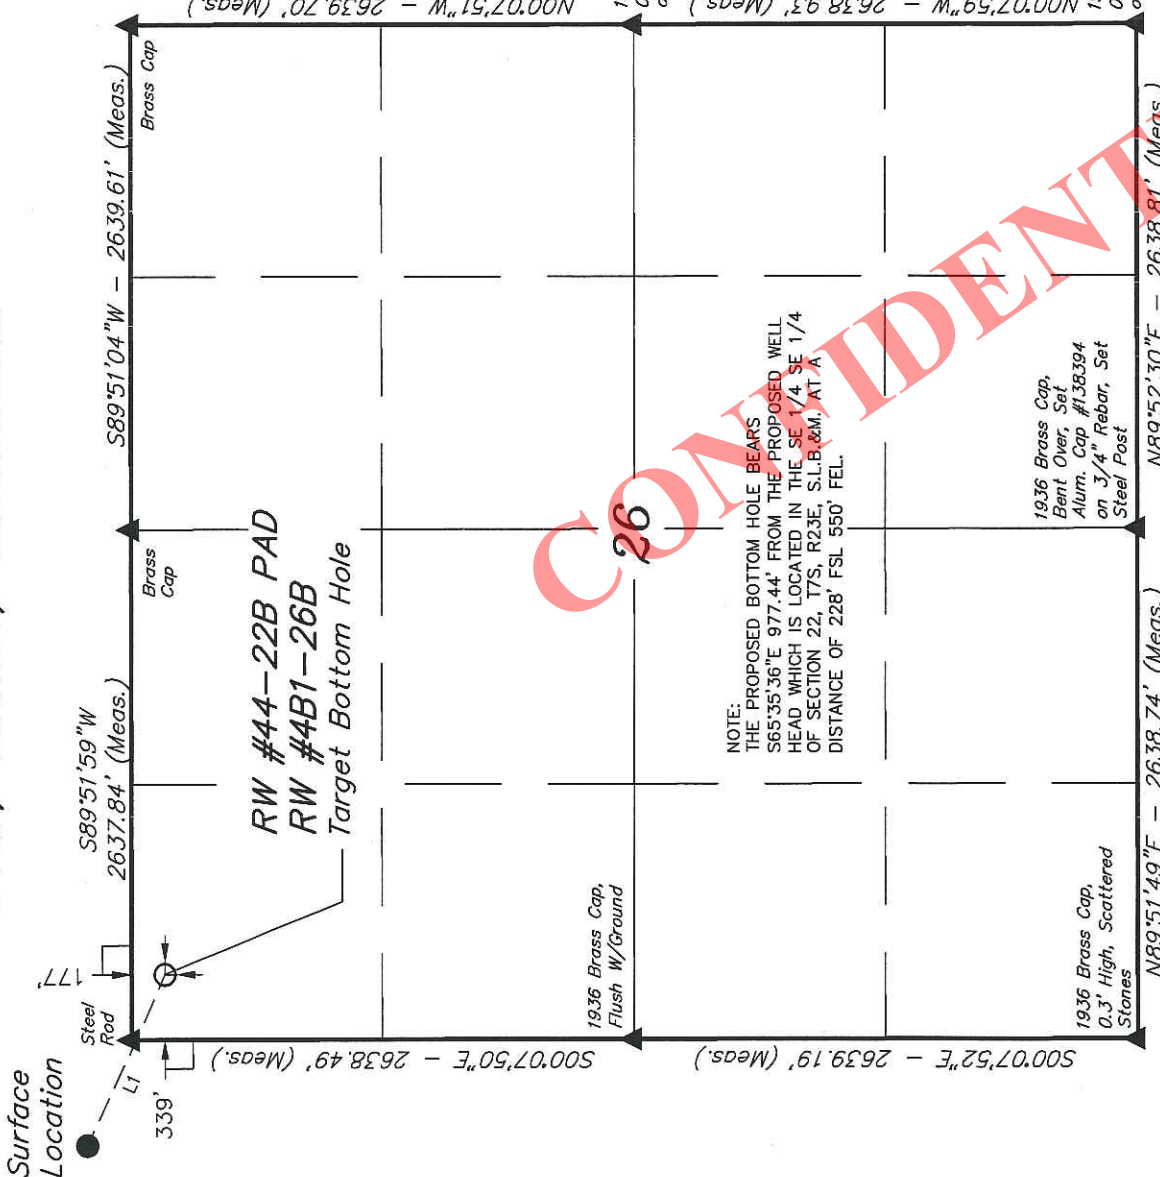 Surface
Location
L1
339'
177'
Steel
Rod
S89°51'59"W
2637.84' (Meas.)
S89°51'04"W – 2639.61' (Meas.)
Brass
Cap
Brass Cap
RW #44–22B PAD
RW #4B1–26B
Target Bottom Hole
N00°07'51"W – 2639.70' (Meas.)
N00°07'59"W – 2638.93' (Meas.)
S00°07'50"E – 2638.49' (Meas.)
S00°07'52"E – 2639.19' (Meas.)
26
1936 Brass Cap,
Flush W/Ground
NOTE:
THE PROPOSED BOTTOM HOLE BEARS
S65°35'36"E 977.44' FROM THE PROPOSED WELL
HEAD WHICH IS LOCATED IN THE SE 1/4 SE 1/4
OF SECTION 22, T7S, R23E, S.L.B.&M. AT A
DISTANCE OF 228' FSL 550' FEL.
1936 Brass Cap,
0.3' High, Scattered
Stones
1936 Brass Cap,
Bent Over, Set
Alum. Cap #138394
on 3/4" Rebar, Set
Steel Post
N89°51'49"E – 2638.74' (Meas.)
N89°52'30"E – 2638.81' (Meas.)
CONFIDENT